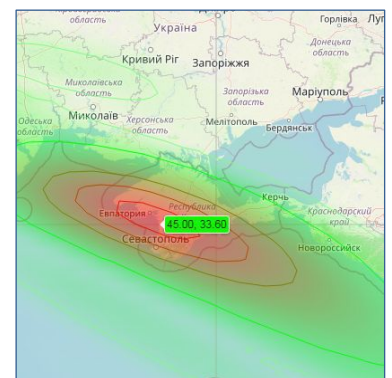 область
Україна
Горлівка
Луг
Кривий Ріг
Запоріжжя
Донецька
область
Миколаївська
область
Маріуполь
Запорізька
область
Миколаїв
Херсонська
область
Мелітополь
Одеська
область
Бердянськ
Керчь
Республика
Евпатория
45.00, 33.60
Краснодарский
край
Севастополь
Новороссийск